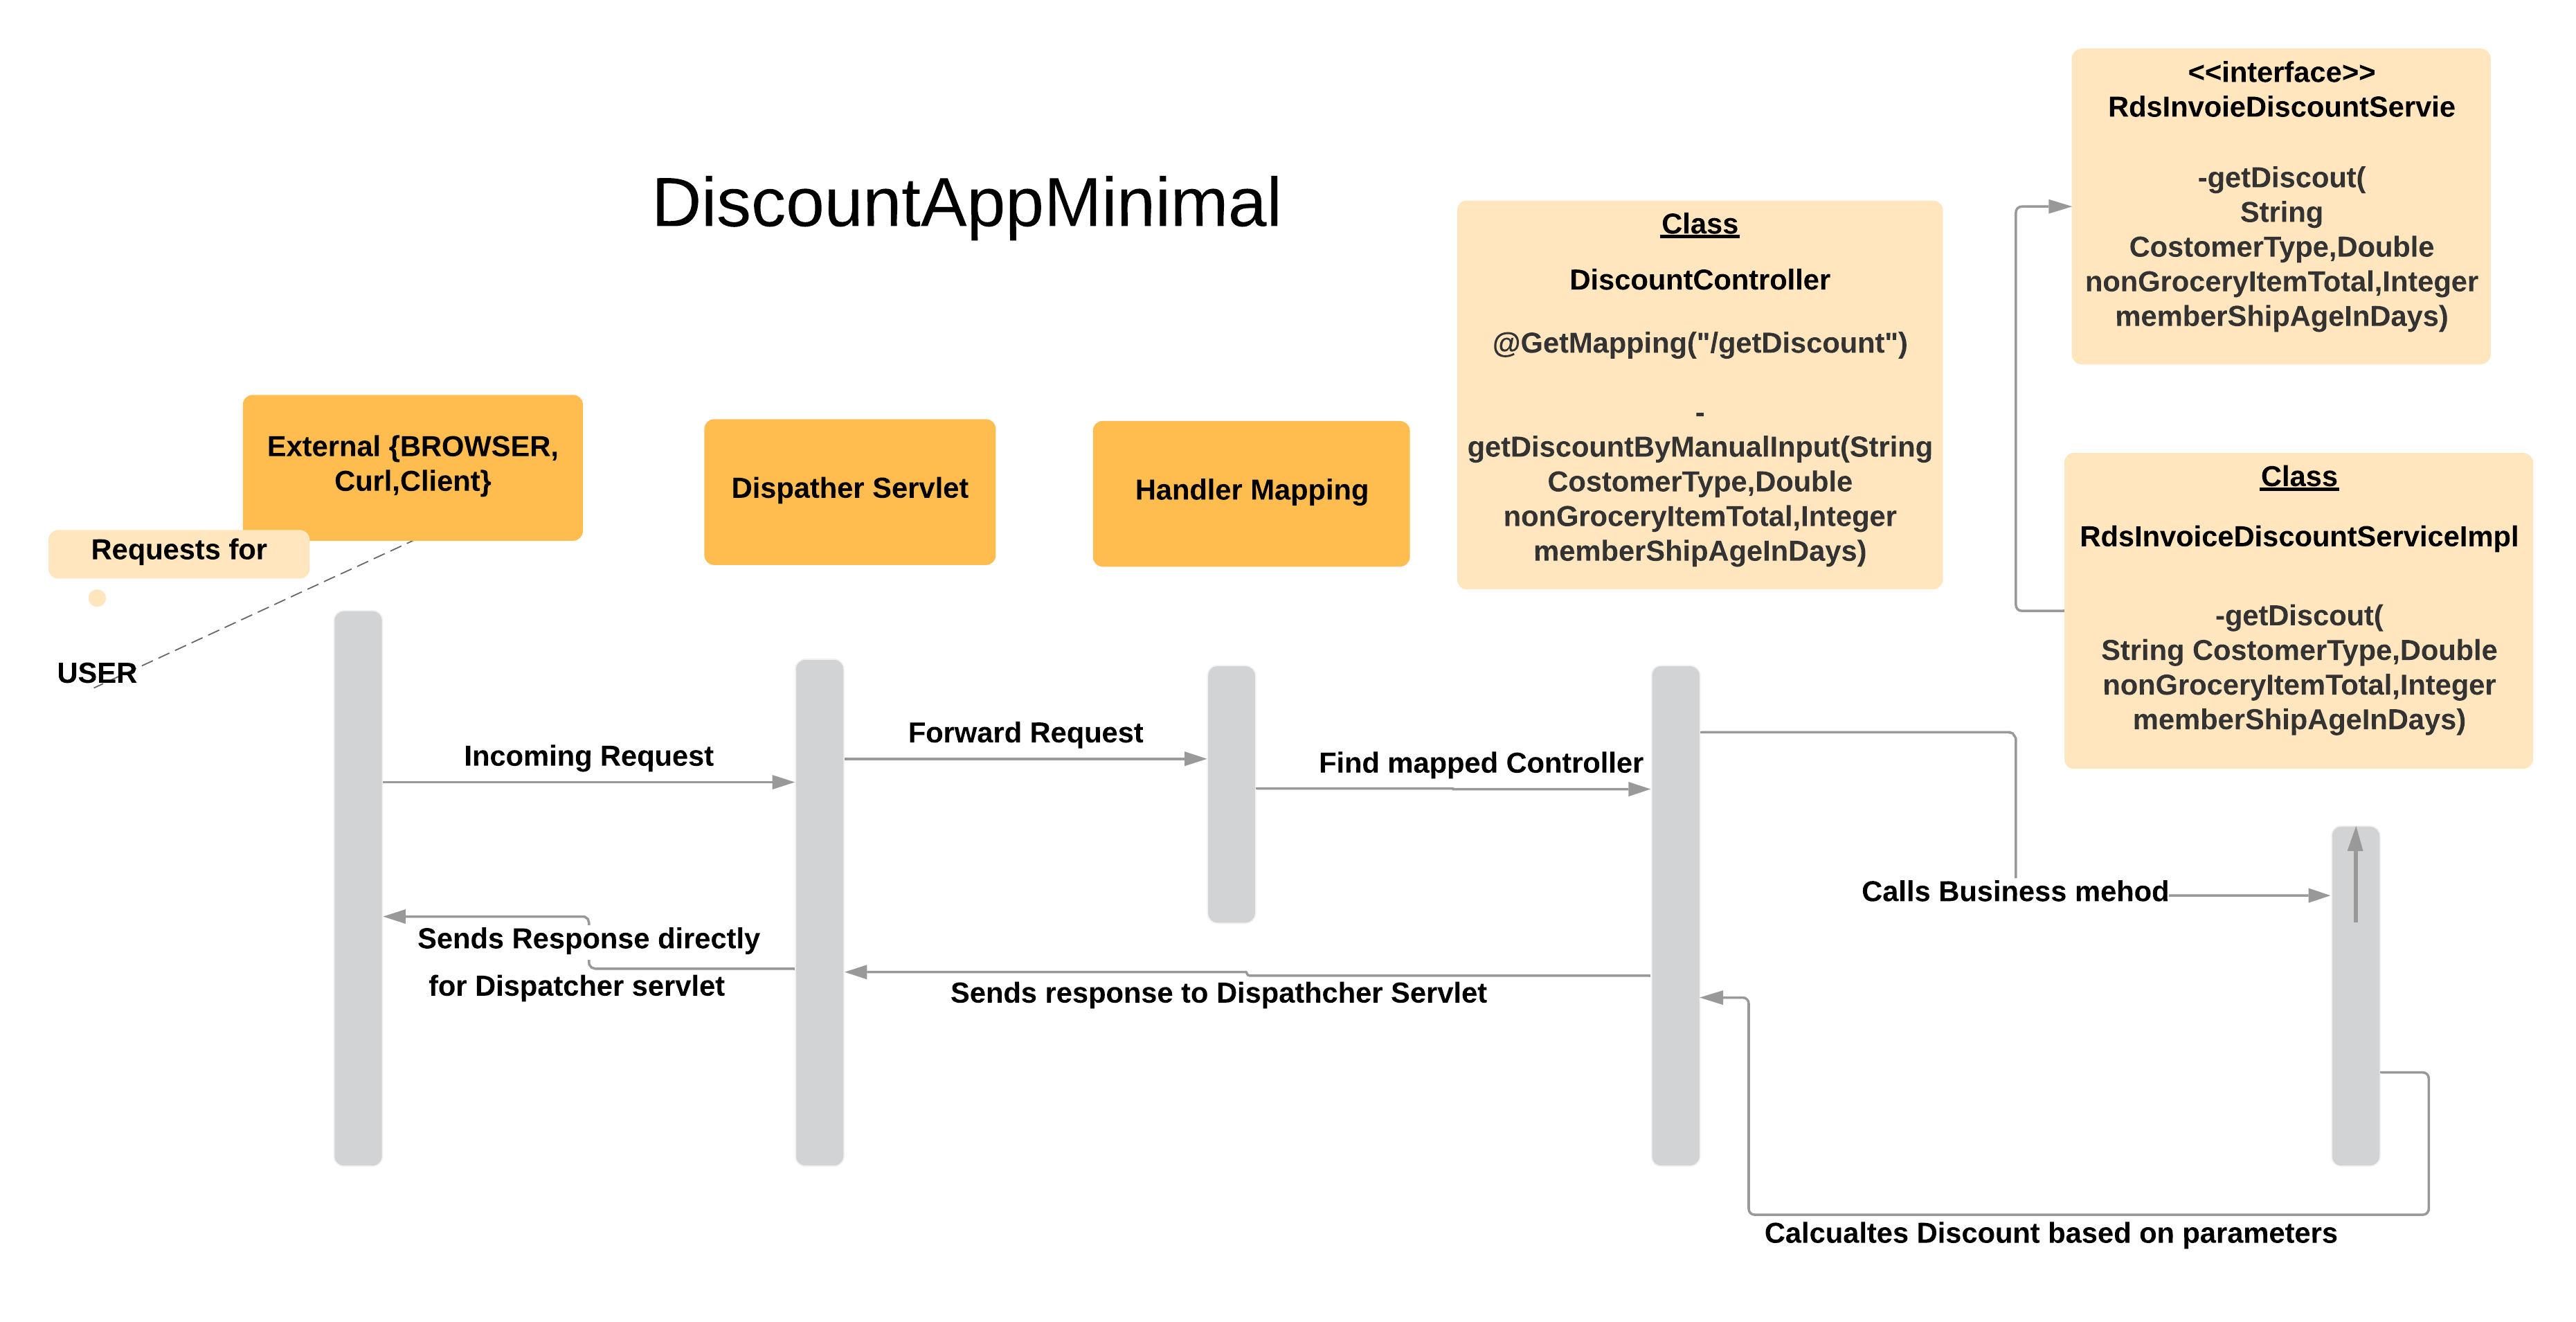 DiscountAppMinimal
<<interface>>
RdsInvoieDiscountServie
-getDiscout(
String
CostomerType,Double
nonGroceryItemTotal,Integer
memberShipAgeInDays)
Class
DiscountController
@GetMapping("/getDiscount")
-
getDiscountByManualInput(String
CostomerType,Double
nonGroceryItemTotal,Integer
memberShipAgeInDays)
External {BROWSER,
Curl,Client}
Dispather Servlet
Handler Mapping
Class
RdsInvoiceDiscountServiceImpl
-getDiscout(
String CostomerType,Double
nonGroceryItemTotal,Integer
memberShipAgeInDays)
Requests for
USER
Incoming Request
Forward Request
Find mapped Controller
Calls Business mehod
Sends Response directly
for Dispatcher servlet
Sends response to Dispathcher Servlet
Calcualtes Discount based on parameters